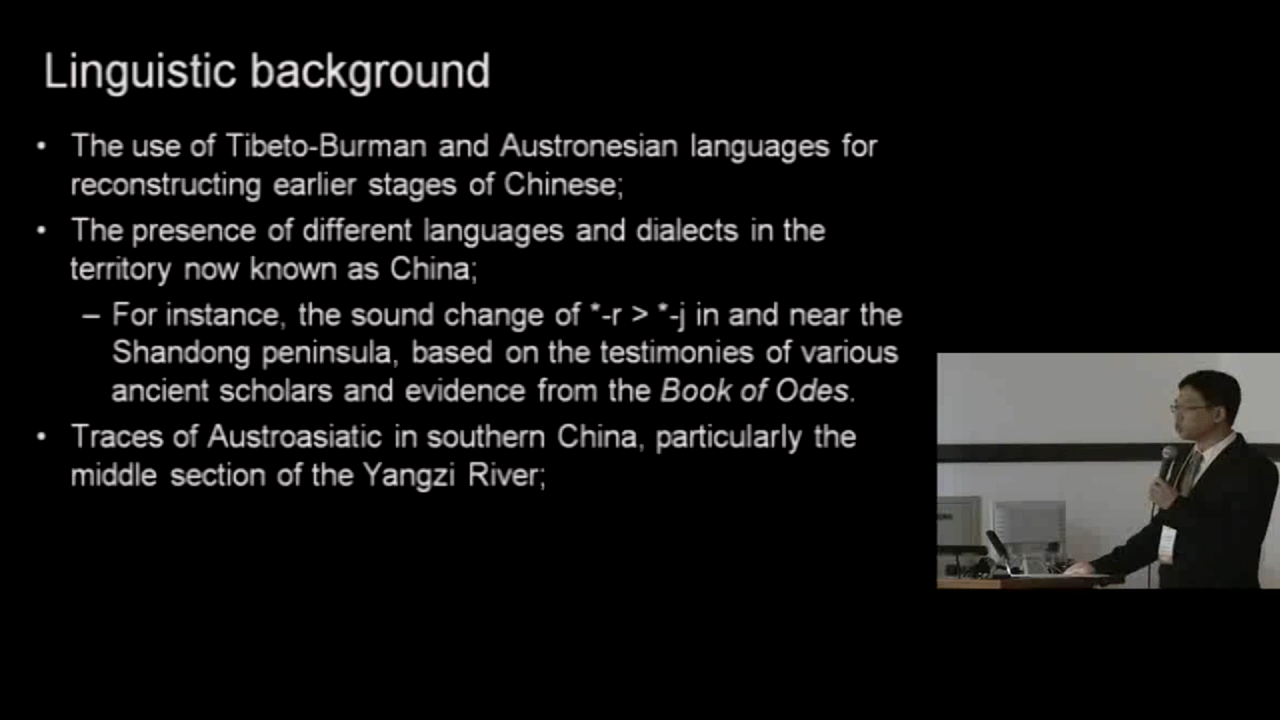 Linguistic background
• The use of Tibeto-Burman and Austronesian languages for
reconstructing earlier stages of Chinese;
• The presence of different languages and dialects in the
territory now known as China;
– For instance, the sound change of *-r > *-j in and near the
Shandong peninsula, based on the testimonies of various
ancient scholars and evidence from the Book of Odes.
• Traces of Austroasiatic in southern China, particularly the
middle section of the Yangzi River;